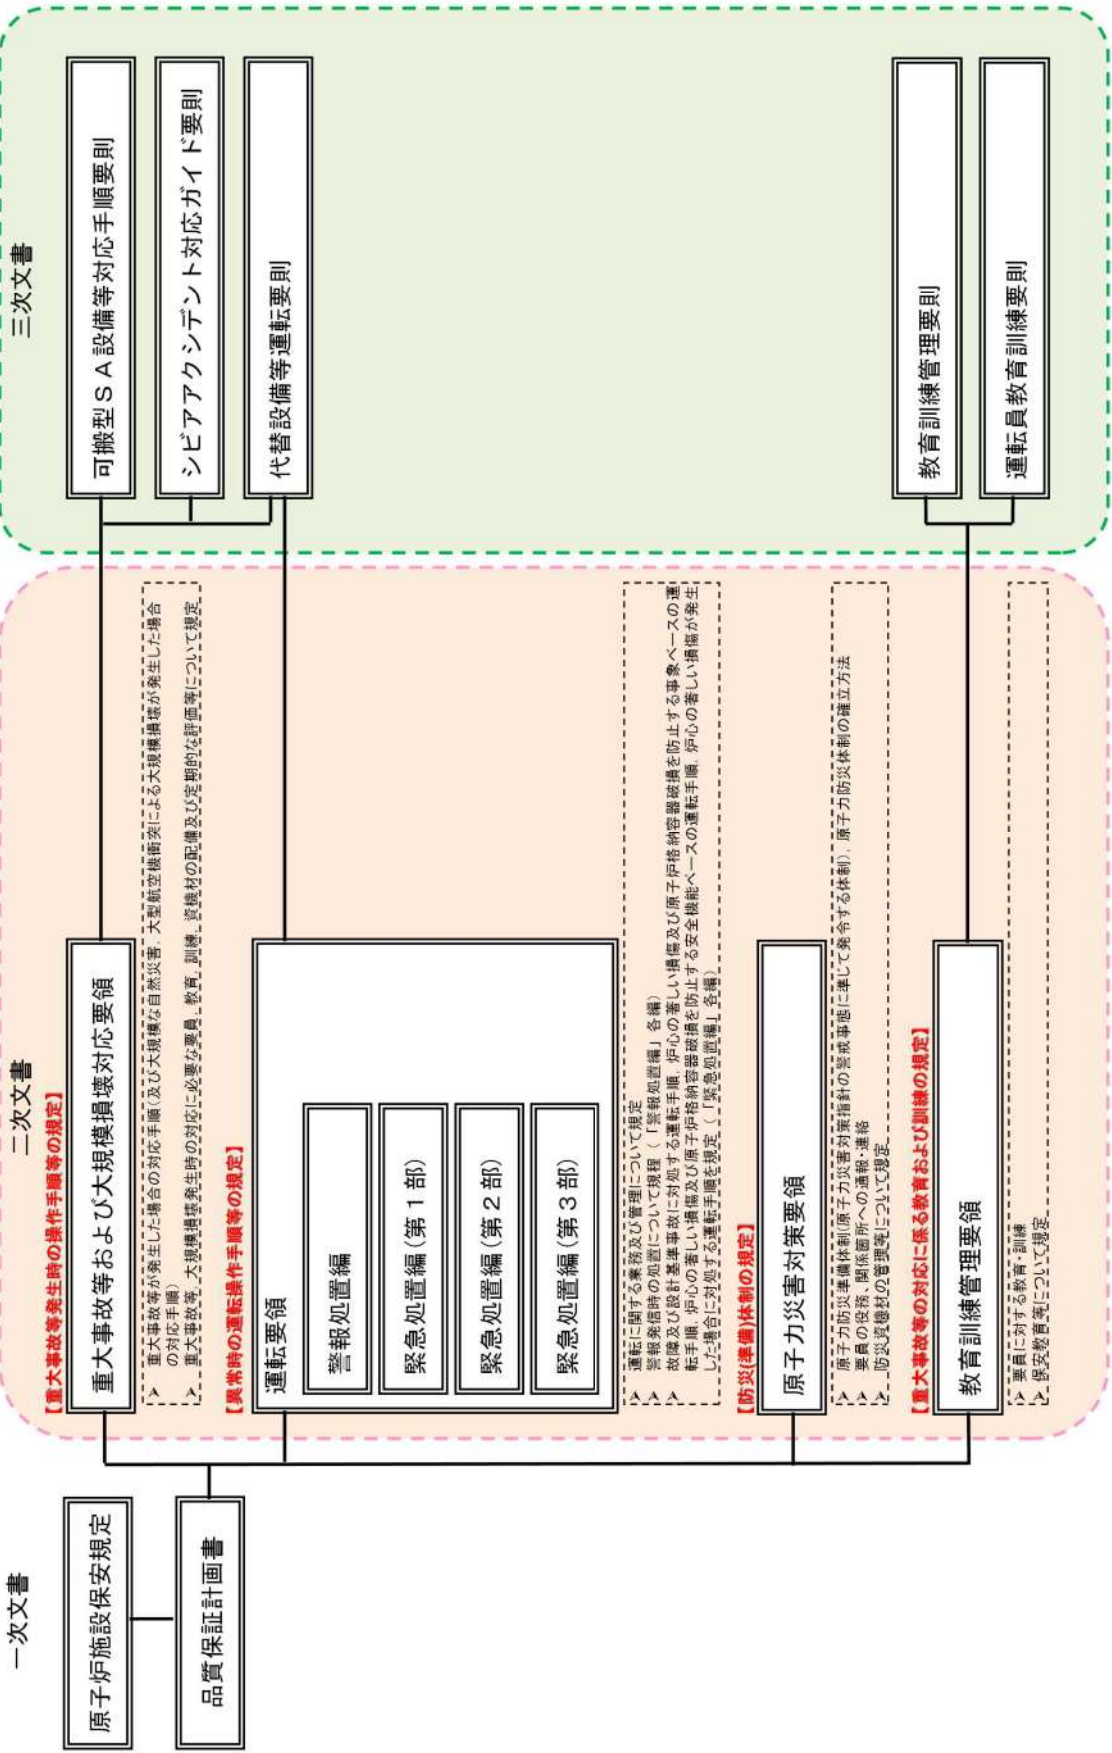 一次文書
原子炉施設保安規定
品質保証計画書
二次文書
【重大事故等発生時の操作手順等の規定】
重大事故等および大規模損壊対応要領
➢ 重大事故等が発生した場合の対応手順(及び大規模な自然災害、大型航空機衝突による大規模損壊が発生した場合
の対応手順)
➢ 重大事故等、大規模損壊発生時の対応に必要な要員、教育、訓練、資機材の配備及び定期的な評価等について規定
【異常時の運転操作手順等の規定】
運転要領
警報処置編
緊急処置編(第1部)
緊急処置編(第2部)
緊急処置編(第3部)
➢ 運転に関する業務及び管理について規定
➢ 警報発信時の処置について規程(「警報処置編」各編)
➢ 故障及び設計基準事故に対処する運転手順、炉心の著しい損傷及び原子炉格納容器破損を防止する事象ベースの運
転手順、炉心の著しい損傷及び原子炉格納容器破損を防止する安全機能ベースの運転手順、炉心の著しい損傷が発生
した場合に対処する運転手順を規定(「緊急処置編」各編)
【防災(準備)体制の規定】
原子力災害対策要領
➢ 原子力防災準備体制(原子力災害対策指針の警戒事態に準じて発令する体制)、原子力防災体制の確立方法
➢ 要員の役務、関係箇所への通報・連絡
➢ 防災資機材の管理等について規定
【重大事故等の対応に係る教育および訓練の規定】
教育訓練管理要領
➢ 要員に対する教育・訓練
➢ 保安教育等について規定
三次文書
可搬型SA設備等対応手順要則
シビアアクシデント対応ガイド要則
代替設備等運転要則
教育訓練管理要則
運転員教育訓練要則